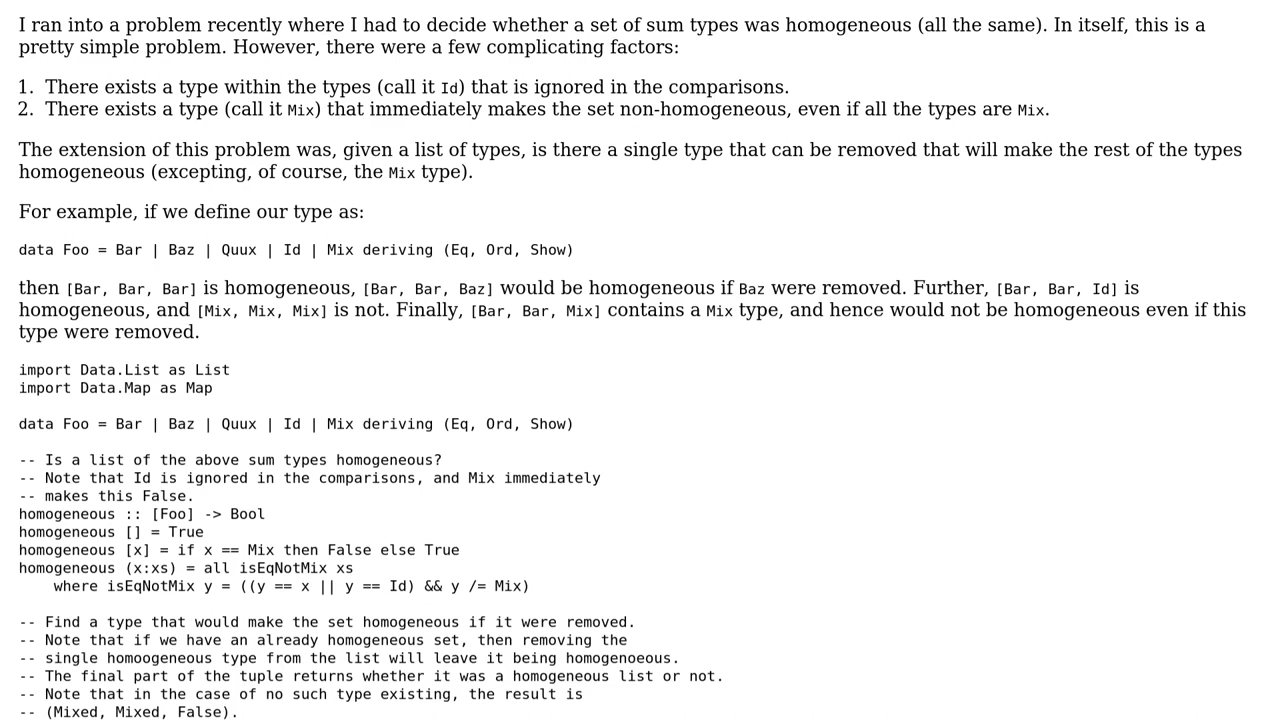 I ran into a problem recently where I had to decide whether a set of sum types was homogeneous (all the same). In itself, this is a
pretty simple problem. However, there were a few complicating factors:
1. There exists a type within the types (call it Id) that is ignored in the comparisons.
2. There exists a type (call it Mix) that immediately makes the set non-homogeneous, even if all the types are Mix.
The extension of this problem was, given a list of types, is there a single type that can be removed that will make the rest of the types
homogeneous (excepting, of course, the Mix type).
For example, if we define our type as:
data Foo = Bar | Baz | Quux | Id | Mix deriving (Eq, Ord, Show)
then [Bar, Bar, Bar] is homogeneous, [Bar, Bar, Baz] would be homogeneous if Baz were removed. Further, [Bar, Bar, Id] is
homogeneous, and [Mix, Mix, Mix] is not. Finally, [Bar, Bar, Mix] contains a Mix type, and hence would not be homogeneous even if this
type were removed.
import Data.List as List
import Data.Map as Map
data Foo = Bar | Baz | Quux | Id | Mix deriving (Eq, Ord, Show)
-- Is a list of the above sum types homogeneous?
-- Note that Id is ignored in the comparisons, and Mix immediately
-- makes this False.
homogeneous :: [Foo] -> Bool
homogeneous [] = True
homogeneous [x] = if x == Mix then False else True
homogeneous (x:xs) = all isEqNotMix xs
    where isEqNotMix y = ((y == x || y == Id) && y /= Mix)
-- Find a type that would make the set homogeneous if it were removed.
-- Note that if we have an already homogeneous set, then removing the
-- single homoogeneous type from the list will leave it being homogenoeous.
-- The final part of the tuple returns whether it was a homogeneous list or not.
-- Note that in the case of no such type existing, the result is
-- (Mixed, Mixed, False).